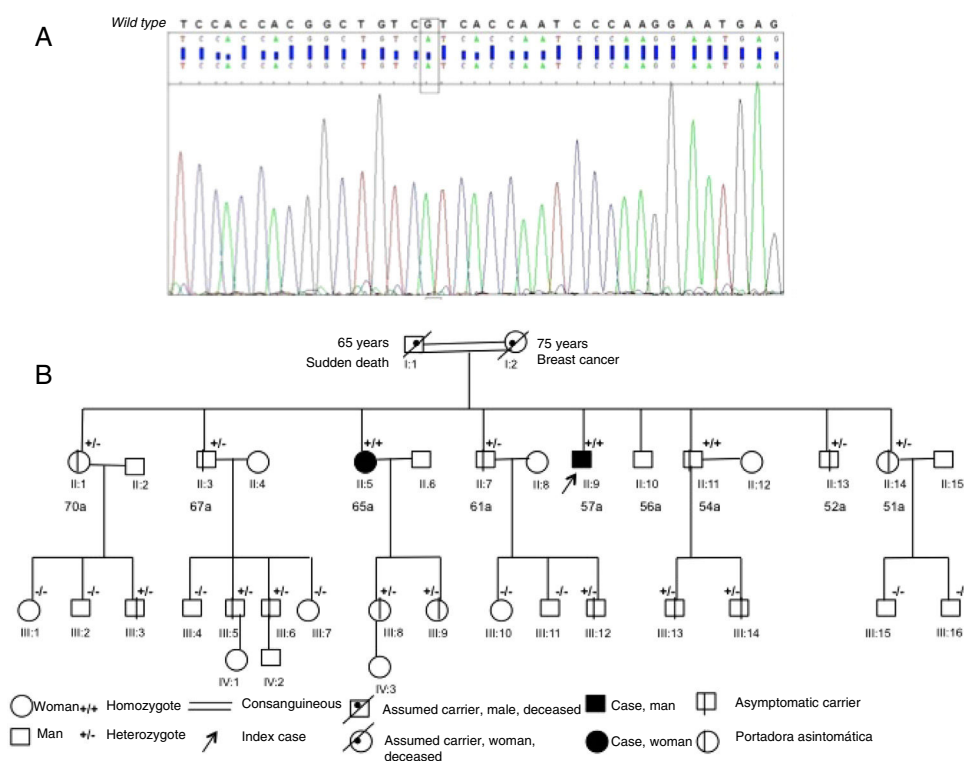 Wild type T C C A C C A C G G C T G T C G T C A C C A A T C C C A A G G A A T G A G
A
T C C A C C A C G G C T G T C A T C A C C A A T C C C A A G G A A T G A G
T C C A C C A C G G C T G T C A T C A C C A A T C C C A A G G A A T G A G
65 years 75 years
Sudden death Breast cancer
I:1 I:2
B
+/- +/- +/+ +/- +/+ +/+ +/- +/-
II:1 II:2 II:3 II:4 II:5 II.6 II:7 II:8 II:9 II:10 II:11 II:12 II:13 II:14 II:15
70a 67a 65a 61a 57a 56a 54a 52a 51a
-/- -/- +/- -/- +/- +/- -/- +/- +/- -/- -/- +/- +/- +/- -/- -/-
III:1 III:2 III:3 III:4 III:5 III:6 III:7 III:8 III:9 III:10 III:11 III:12 III:13 III:14 III:15 III:16
IV:1 IV:2 IV:3
Woman +/+ Homozygote Consanguineous Assumed carrier, male, deceased Case, man Asymptomatic carrier
Man +/- Heterozygote Index case Assumed carrier, woman, deceased Case, woman Portadora asintomática